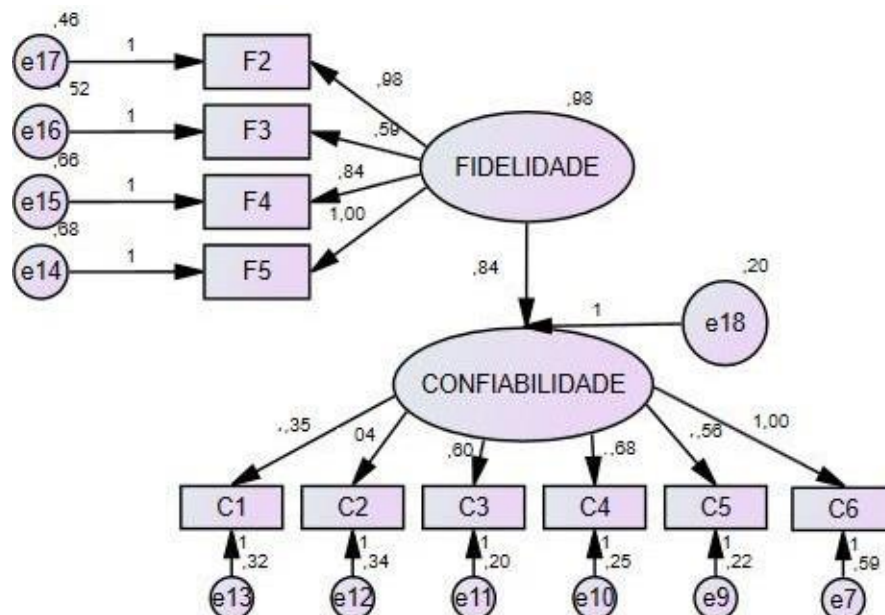 ,46
e17 1 F2
,98
,98
,52
e16 1 F3
,59
FIDELIDADE
,66
e15 1 F4
,84
,68
1,00
e14 1 F5
,84
,20
1
e18
CONFIABILIDADE
-,35 04 ,60 -,68 -,56 1,00
C1 C2 C3 C4 C5 C6
1 1 1 1 1 1
,32 ,34 ,20 ,25 ,22 ,59
e13 e12 e11 e10 e9 e7